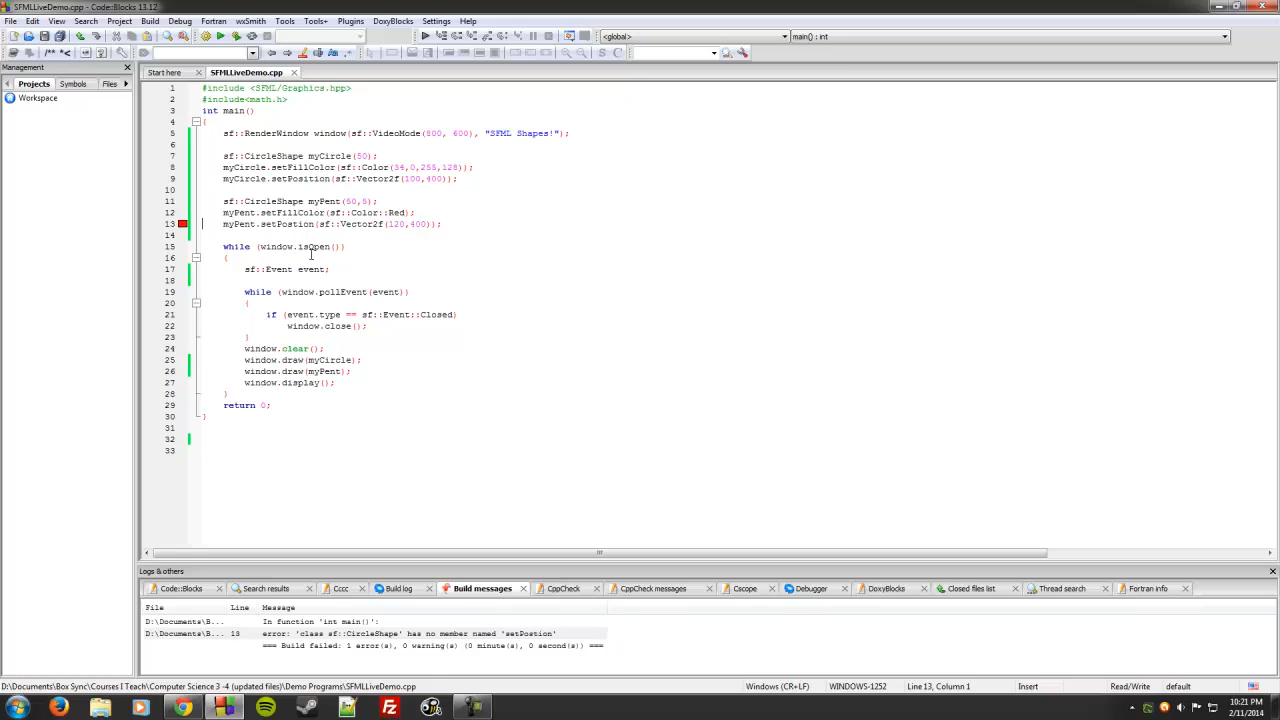 SFMLLiveDemo.cpp - Code::Blocks 13.12
File Edit View Search Project Build Debug Fortran wxSmith Tools Tools+ Plugins DoxyBlocks Settings Help
/** *< <global> main() : int
Management
Start here SFMLLiveDemo.cpp
Projects Symbols Files
Workspace
1 #include <SFML/Graphics.hpp>
2 #include<math.h>
3 int main()
4 {
5 sf::RenderWindow window(sf::VideoMode(800, 600), "SFML Shapes!");
6
7 sf::CircleShape myCircle(50);
8 myCircle.setFillColor(sf::Color(34,0,255,128));
9 myCircle.setPosition(sf::Vector2f(100,400));
10
11 sf::CircleShape myPent(50,5);
12 myPent.setFillColor(sf::Color::Red);
13 myPent.setPostion(sf::Vector2f(120,400));
14
15 while (window.isOpen())
16 {
17 sf::Event event;
18
19 while (window.pollEvent(event))
20 {
21 if (event.type == sf::Event::Closed)
22 window.close();
23 }
24 window.clear();
25 window.draw(myCircle);
26 window.draw(myPent);
27 window.display();
28 }
29 return 0;
30 }
31
32
33
Logs & others
Code::Blocks Search results Cccc Build log Build messages CppCheck CppCheck messages Cscope Debugger DoxyBlocks Closed files list Thread search Fortran info
File Line Message
D:\Documents\B... In function 'int main()':
D:\Documents\B... 13 error: 'class sf::CircleShape' has no member named 'setPostion'
=== Build failed: 1 error(s), 0 warning(s) (0 minute(s), 0 second(s)) ===
D:\Documents\Box Sync\Courses I Teach\Computer Science 3 -4 (updated files)\Demo Programs\SFMLLiveDemo.cpp Windows (CR+LF) WINDOWS-1252 Line 13, Column 1 Insert Read/Write default
10:21 PM
2/11/2014